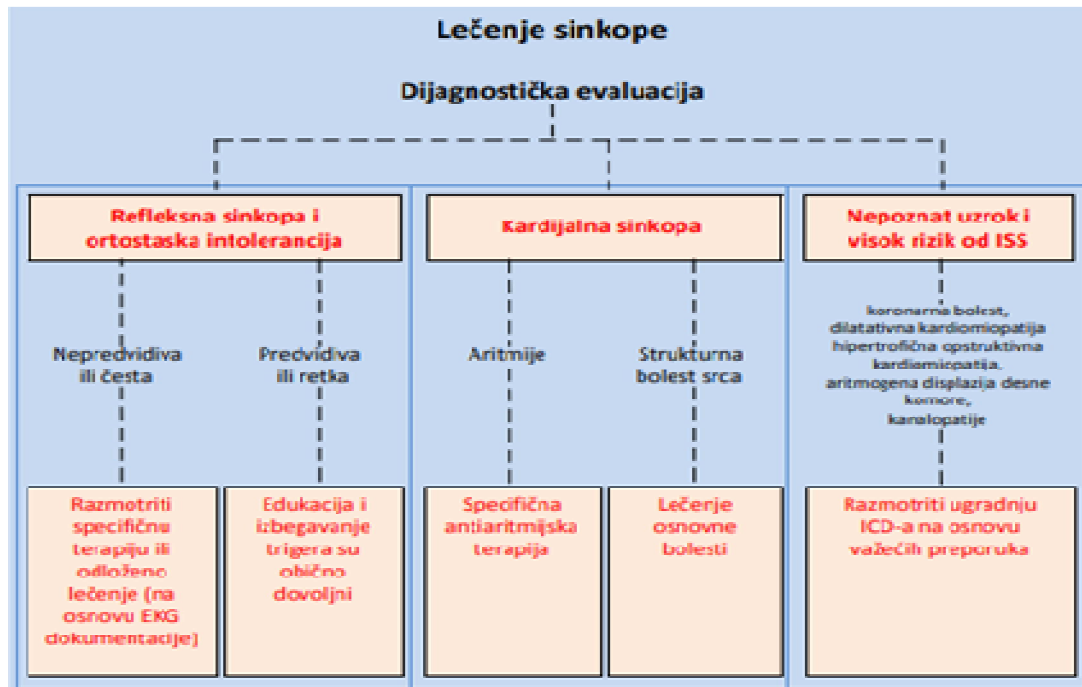 Lečenje sinkope
Dijagnostička evaluacija
Refleksna sinkopa i
ortostaska intolerancija
Kardijalna sinkopa
Nepoznat uzrok i
visok rizik od ISS
Nepredvidiva
ili česta
Predvidiva
ili retka
Aritmije
Strukturna
bolest srca
koronarna bolest,
dilatativna kardiomiopatija
hipertrofična opstruktivna
kardiomiopatija,
aritmogena displazija desne
komore,
kanalopatije
Razmotriti
specifičnu
terapiju ili
odloženo
lečenje (na
osnovu EKG
dokumentacije)
Edukacija i
izbegavanje
trigera su
obično
dovoljni
Specifična
antiaritmijska
terapija
Lečenje
osnovne
bolesti
Razmotriti ugradnju
ICD-a na osnovu
važećih preporuka